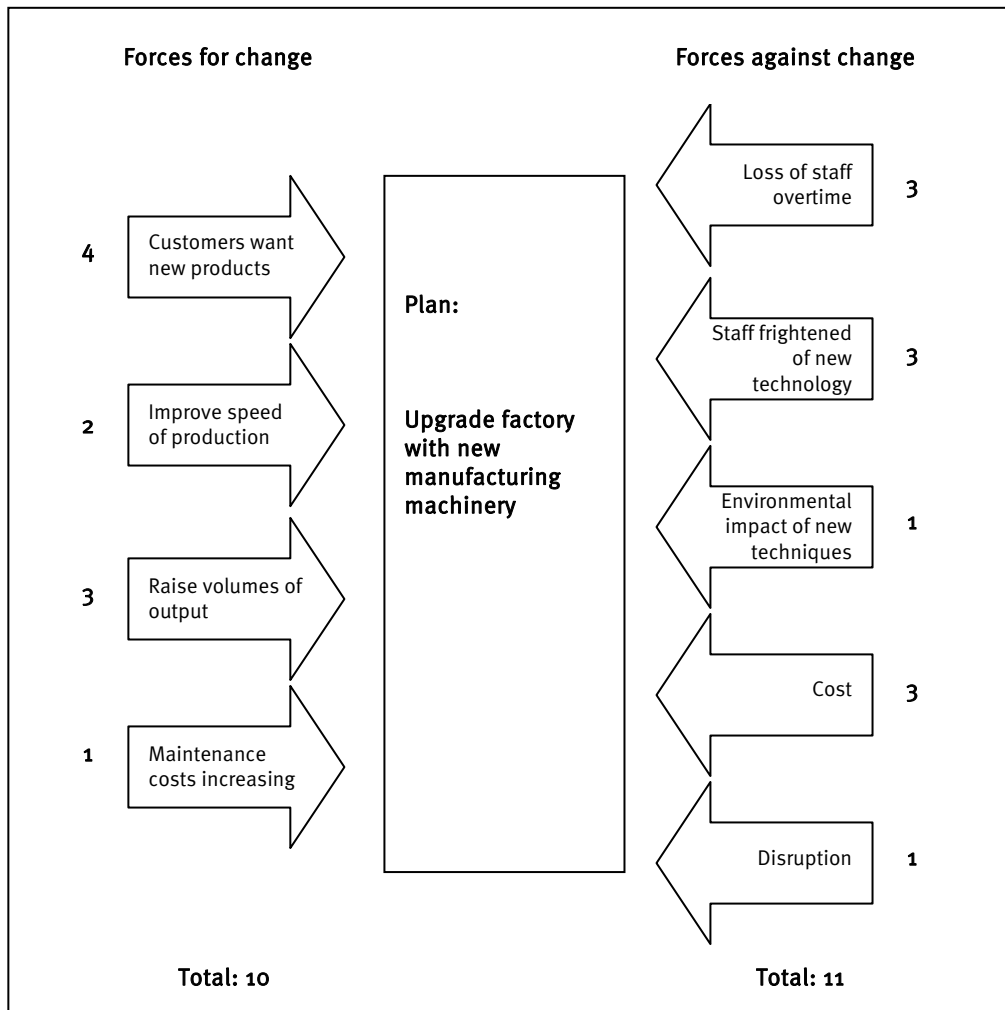 Forces for change
4
Customers want
new products
2
Improve speed
of production
3
Raise volumes of
output
1
Maintenance
costs increasing
Total: 10
Plan:
Upgrade factory
with new
manufacturing
machinery
Forces against change
Loss of staff
overtime
3
Staff frightened
of new
technology
3
Environmental
impact of new
techniques
1
Cost
3
Disruption
1
Total: 11